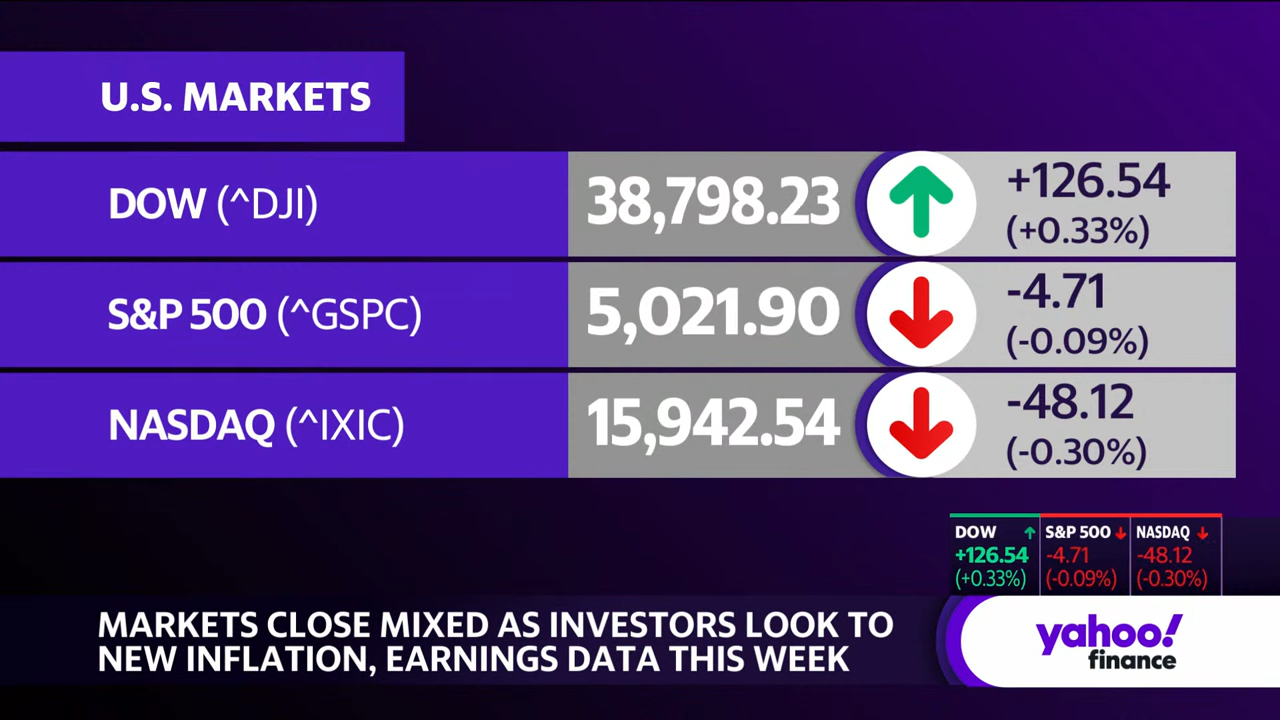 U.S. MARKETS
DOW (^DJI) 38,798.23 +126.54
(+0.33%)
S&P 500 (^GSPC) 5,021.90 -4.71
(-0.09%)
NASDAQ (^IXIC) 15,942.54 -48.12
(-0.30%)
DOW S&P 500 NASDAQ
+126.54 -4.71 -48.12
(+0.33%) (-0.09%) (-0.30%)
MARKETS CLOSE MIXED AS INVESTORS LOOK TO
NEW INFLATION, EARNINGS DATA THIS WEEK
yahoo!
finance